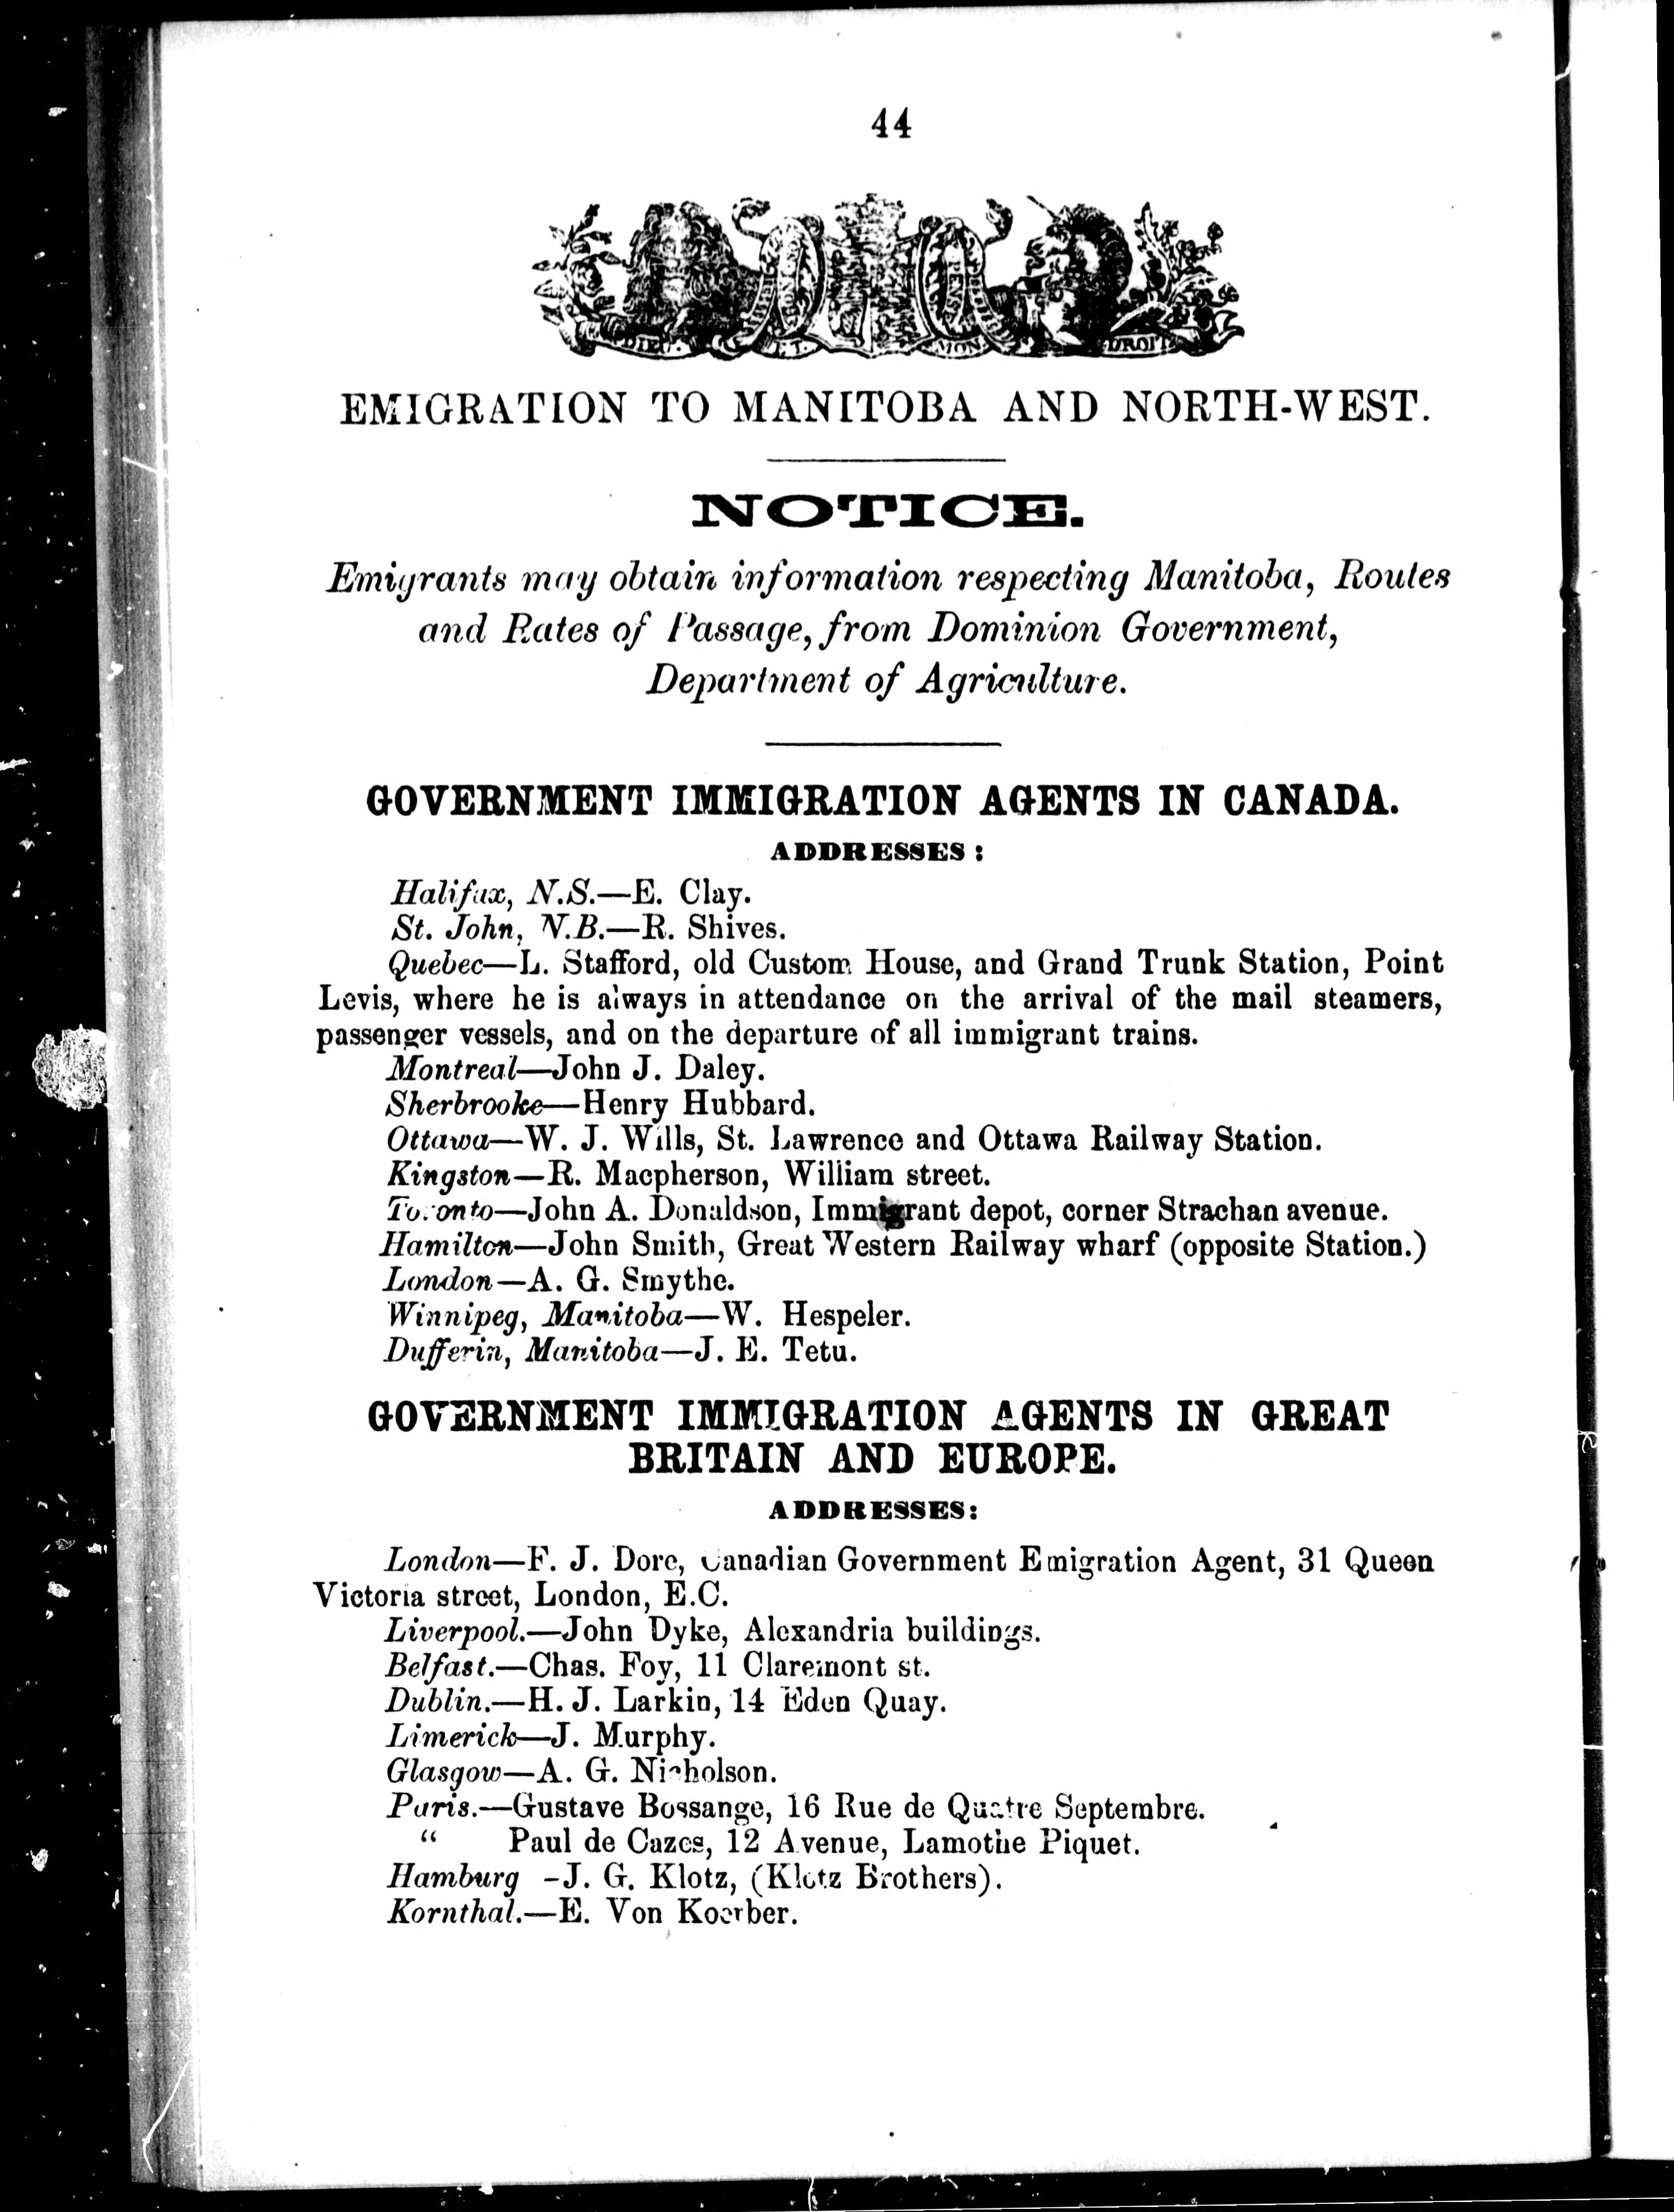 44
DIEU. ET. MON. DROIT
PENSE
EMIGRATION TO MANITOBA AND NORTH-WEST.
NOTICE.
Emigrants may obtain information respecting Manitoba, Routes
and Rates of Passage, from Dominion Government,
Department of Agriculture.
GOVERNMENT IMMIGRATION AGENTS IN CANADA.
ADDRESSES:
Halifax, N.S.—E. Clay.
St. John, N.B.—R. Shives.
Quebec—L. Stafford, old Custom House, and Grand Trunk Station, Point
Levis, where he is always in attendance on the arrival of the mail steamers,
passenger vessels, and on the departure of all immigrant trains.
Montreal—John J. Daley.
Sherbrooke—Henry Hubbard.
Ottawa—W. J. Wills, St. Lawrence and Ottawa Railway Station.
Kingston—R. Macpherson, William street.
Toronto—John A. Donaldson, Immigrant depot, corner Strachan avenue.
Hamilton—John Smith, Great Western Railway wharf (opposite Station.)
London—A. G. Smythe.
Winnipeg, Manitoba—W. Hespeler.
Dufferin, Manitoba—J. E. Tetu.
GOVERNMENT IMMIGRATION AGENTS IN GREAT
BRITAIN AND EUROPE.
ADDRESSES:
London—F. J. Dore, Canadian Government Emigration Agent, 31 Queen
Victoria street, London, E.C.
Liverpool.—John Dyke, Alexandria buildings.
Belfast.—Chas. Foy, 11 Claremont st.
Dublin.—H. J. Larkin, 14 Eden Quay.
Limerick—J. Murphy.
Glasgow—A. G. Nicholson.
Paris.—Gustave Bossange, 16 Rue de Quatre Septembre.
" Paul de Cazes, 12 Avenue, Lamothe Piquet.
Hamburg -J. G. Klotz, (Klotz Brothers).
Kornthal.—E. Von Koerber.